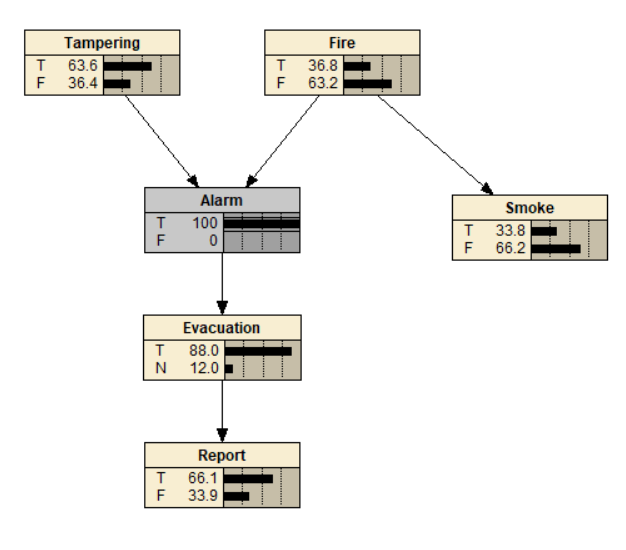 Tampering
T 63.6
F 36.4
Fire
T 36.8
F 63.2
Alarm
T 100
F 0
Smoke
T 33.8
F 66.2
Evacuation
T 88.0
N 12.0
Report
T 66.1
F 33.9